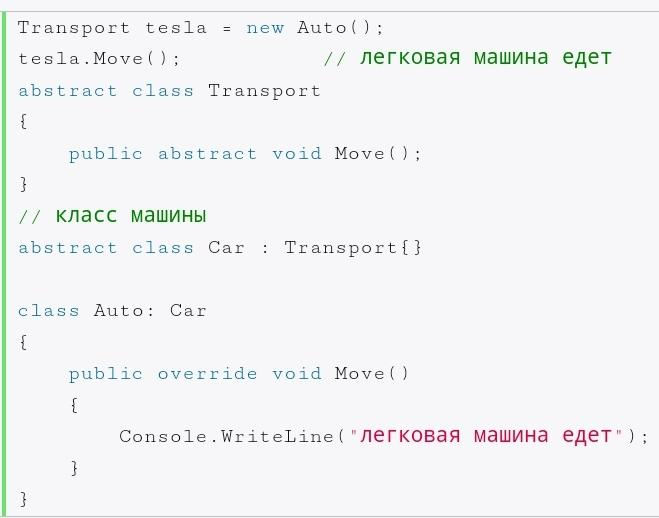 Transport tesla = new Auto();
tesla.Move();          // легковая машина едет
abstract class Transport
{
    public abstract void Move();
}
// класс машины
abstract class Car : Transport{}

class Auto: Car
{
    public override void Move()
    {
        Console.WriteLine("легковая машина едет");
    }
}